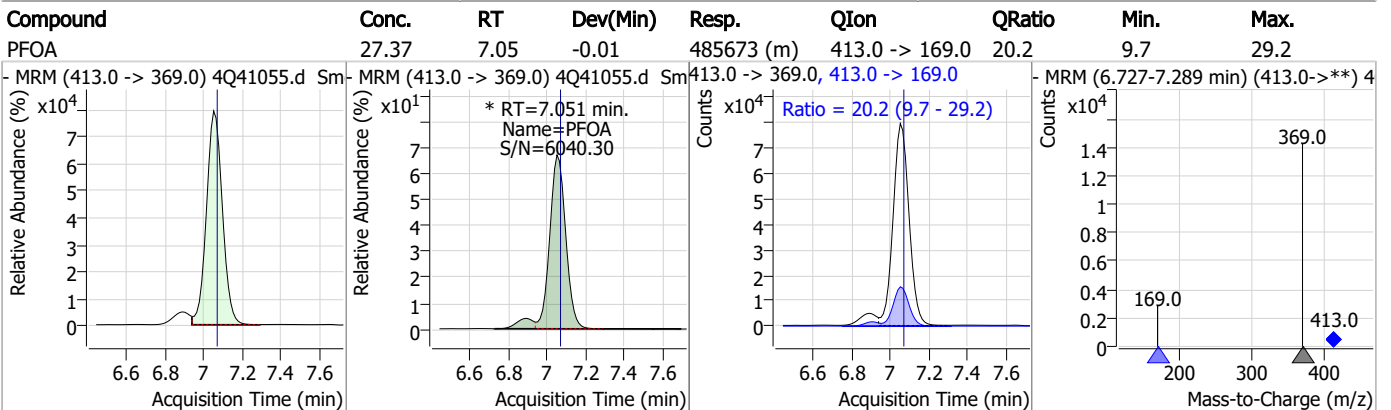 Compound Conc. RT Dev(Min) Resp. QIon QRatio Min. Max.
PFOA 27.37 7.05 -0.01 485673 (m) 413.0 -> 169.0 20.2 9.7 29.2
- MRM (413.0 -> 369.0) 4Q41055.d Sm
Relative Abundance (%)
x10⁴
7
6
5
4
3
2
1
0
6.6 6.8 7 7.2 7.4 7.6
Acquisition Time (min)
- MRM (413.0 -> 369.0) 4Q41055.d Sm
Relative Abundance (%)
x10¹
* RT=7.051 min.
Name=PFOA
S/N=6040.30
7
6
5
4
3
2
1
0
6.6 6.8 7 7.2 7.4 7.6
Acquisition Time (min)
413.0 -> 369.0, 413.0 -> 169.0
Counts
x10⁴
Ratio = 20.2 (9.7 - 29.2)
7
6
5
4
3
2
1
0
6.6 6.8 7 7.2 7.4 7.6
Acquisition Time (min)
- MRM (6.727-7.289 min) (413.0->**) 4
Counts
x10⁴
1.4
1.2
1
0.8
0.6
0.4
0.2
0
369.0
169.0
413.0
200 300 400
Mass-to-Charge (m/z)